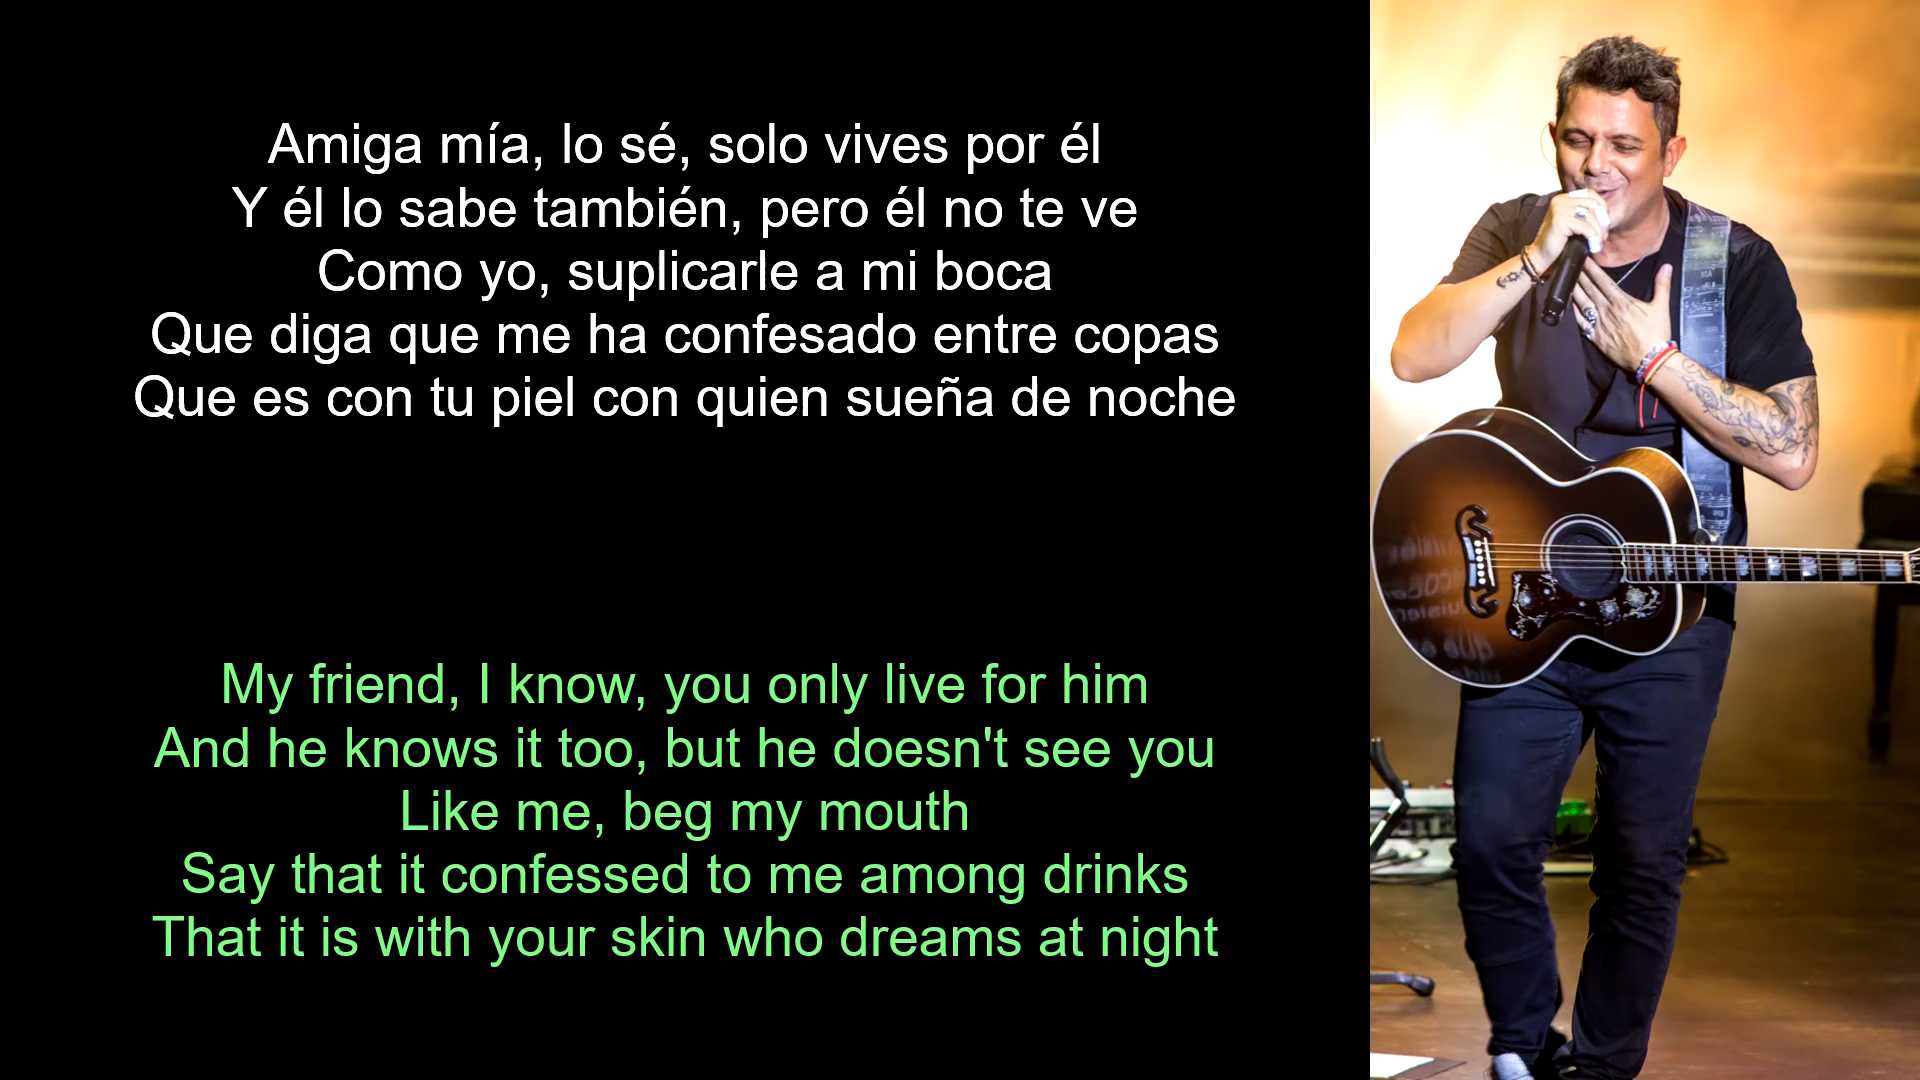 Amiga mía, lo sé, solo vives por él
Y él lo sabe también, pero él no te ve
Como yo, suplicarle a mi boca
Que diga que me ha confesado entre copas
Que es con tu piel con quien sueña de noche
My friend, I know, you only live for him
And he knows it too, but he doesn't see you
Like me, beg my mouth
Say that it confessed to me among drinks
That it is with your skin who dreams at night